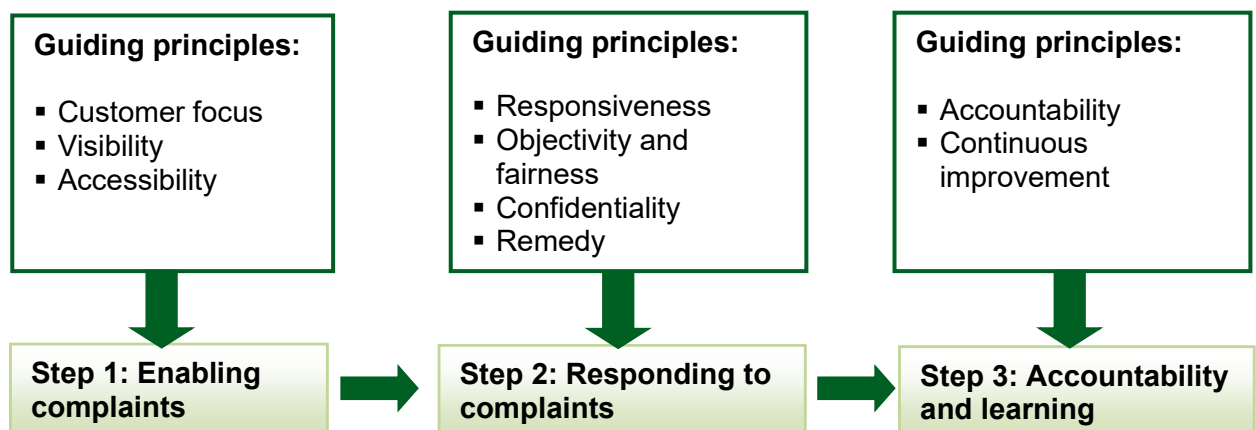 Guiding principles:
▪ Customer focus
▪ Visibility
▪ Accessibility
Guiding principles:
▪ Responsiveness
▪ Objectivity and
fairness
▪ Confidentiality
▪ Remedy
Guiding principles:
▪ Accountability
▪ Continuous
improvement
Step 1: Enabling
complaints
Step 2: Responding to
complaints
Step 3: Accountability
and learning